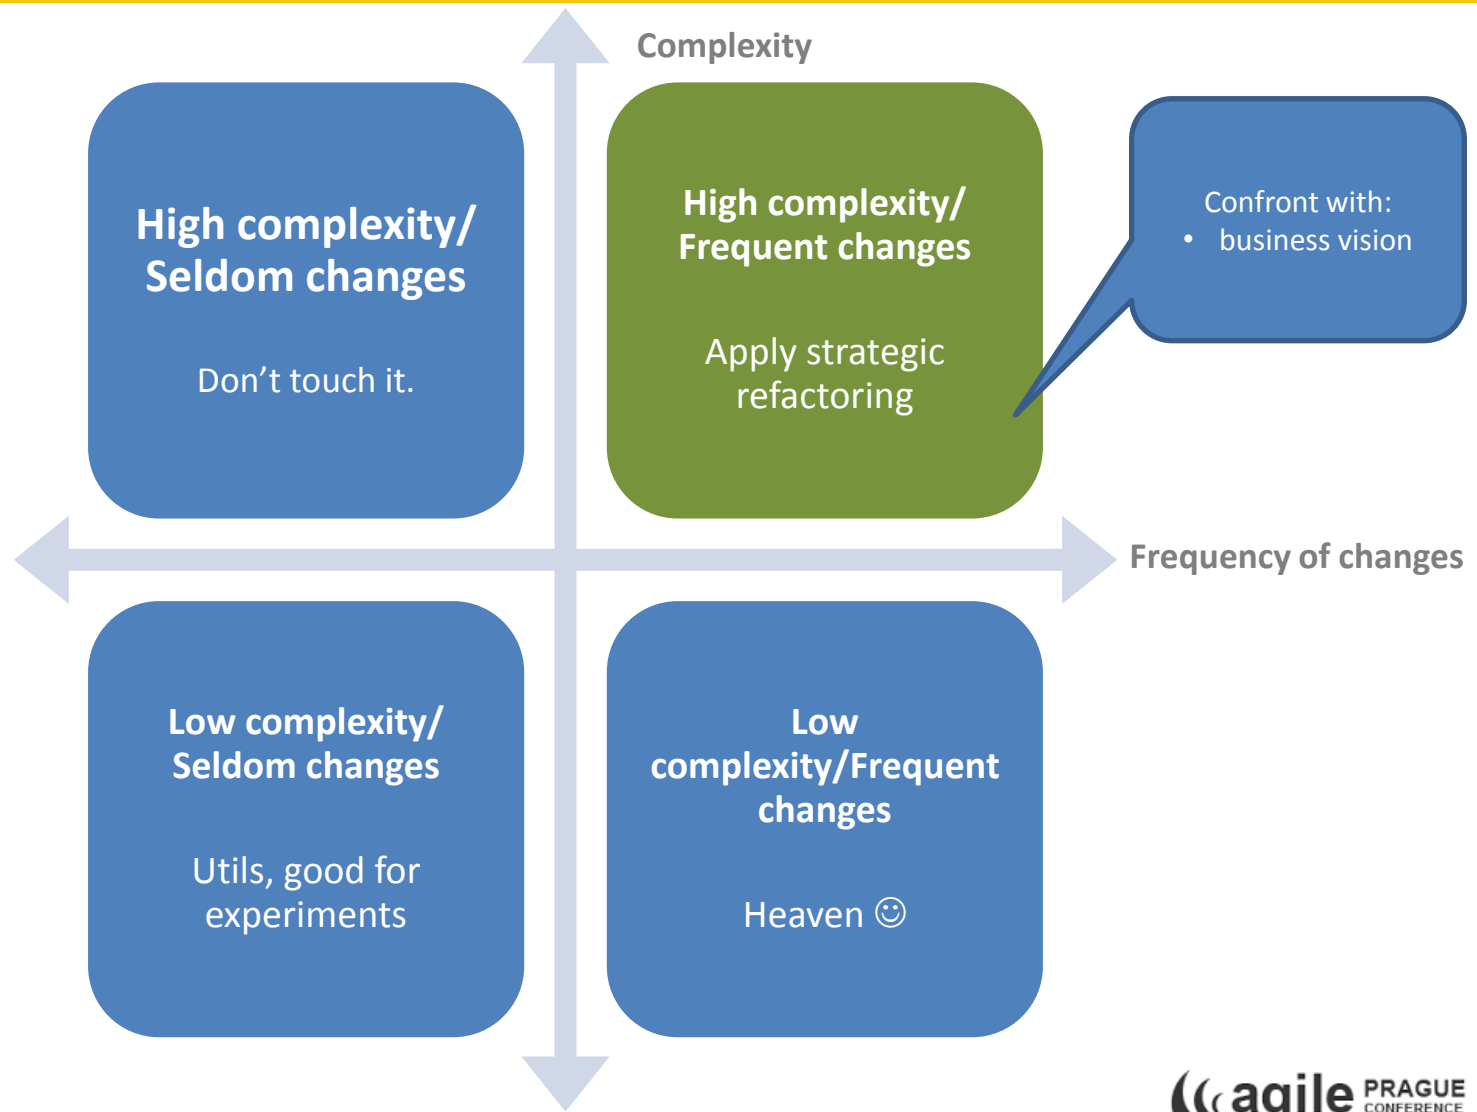 Complexity
High complexity/
Seldom changes
Don't touch it.
High complexity/
Frequent changes
Apply strategic
refactoring
Confront with:
• business vision
Frequency of changes
Low complexity/
Seldom changes
Utils, good for
experiments
Low
complexity/Frequent
changes
Heaven ☺
agile PRAGUE
CONFERENCE